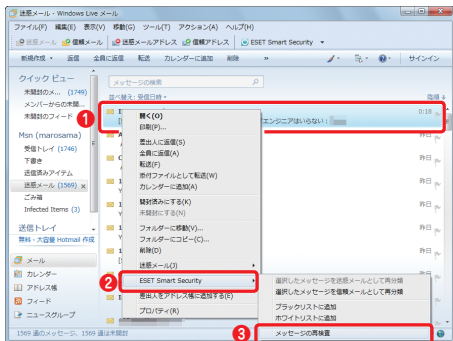 迷惑メール - Windows Live メール
ファイル(F) 編集(E) 表示(V) 移動(G) ツール(T) アクション(A) ヘルプ(H)
迷惑メール 信頼メール 迷惑メールアドレス 信頼アドレス ESET Smart Security
新規作成 返信 全員に返信 転送 カレンダーに追加 削除 » サインイン
クイック ビュー
未開封のメ... (1749)
メンバーからの未開...
未開封のフィード
Msn (marosama)
受信トレイ (1746)
下書き
送信済みアイテム
迷惑メール (1569)
ごみ箱
Infected Items (3)
送信トレイ
無料・大容量 Hotmail 作成
メール
カレンダー
アドレス帳
フィード
ニュースグループ
メッセージの検索
並べ替え: 受信日時
降順
1
エンジニアはいらない:
0:18
昨日
昨日
昨日
昨日
昨日
昨日
昨日
開く(O)
印刷(P)...
差出人に返信(S)
全員に返信(A)
転送(F)
添付ファイルとして転送(W)
カレンダーに追加(A)
開封済みにする(K)
未開封にする(N)
フォルダーに移動(V)...
フォルダーにコピー(C)...
削除(D)
迷惑メール(J)
2
ESET Smart Security
差出人をアドレス帳に追加する(E)
プロパティ(R)
選択したメッセージを迷惑メールとして再分類
選択したメッセージを信頼メールとして再分類
ブラックリストに追加
ホワイトリストに追加
3
メッセージの再検査
1569 通のメッセージ、1569 通は未開封